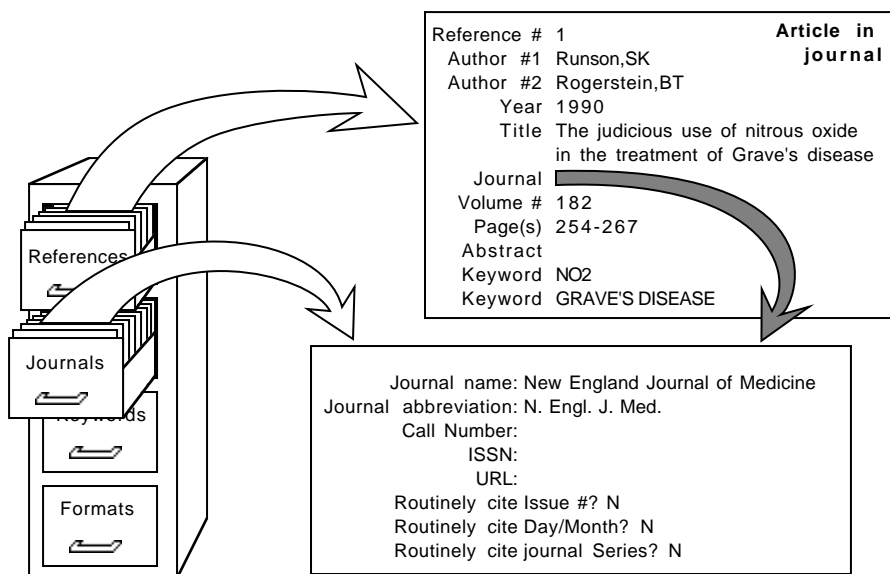 Article in
journal
Reference # 1
Author #1 Runson,SK
Author #2 Rogerstein,BT
Year 1990
Title The judicious use of nitrous oxide
in the treatment of Grave's disease
Journal
Volume # 182
Page(s) 254-267
Abstract
Keyword NO2
Keyword GRAVE'S DISEASE
References
Journals
Keywords
Formats
Journal name: New England Journal of Medicine
Journal abbreviation: N. Engl. J. Med.
Call Number:
ISSN:
URL:
Routinely cite Issue #? N
Routinely cite Day/Month? N
Routinely cite journal Series? N